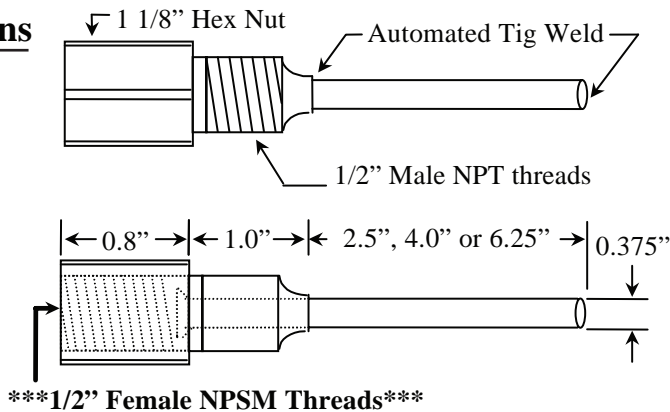 ns
1 1/8” Hex Nut
Automated Tig Weld
1/2” Male NPT threads
0.8”
1.0”
2.5”, 4.0” or 6.25”
0.375”
***1/2” Female NPSM Threads***